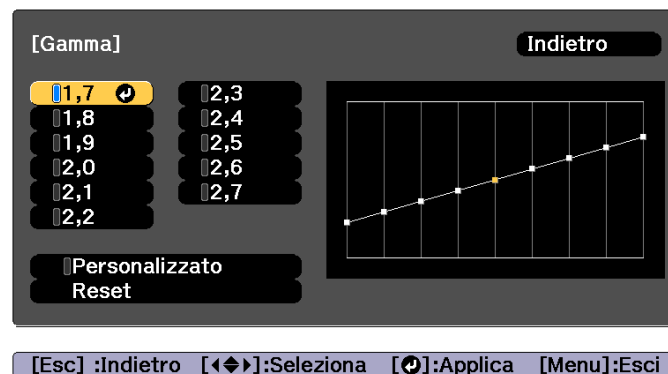 [Gamma]
Indietro
1,7
1,8
1,9
2,0
2,1
2,2
2,3
2,4
2,5
2,6
2,7
Personalizzato
Reset
[Esc] :Indietro [ ]:Seleziona [ ]:Applica [Menu]:Esci